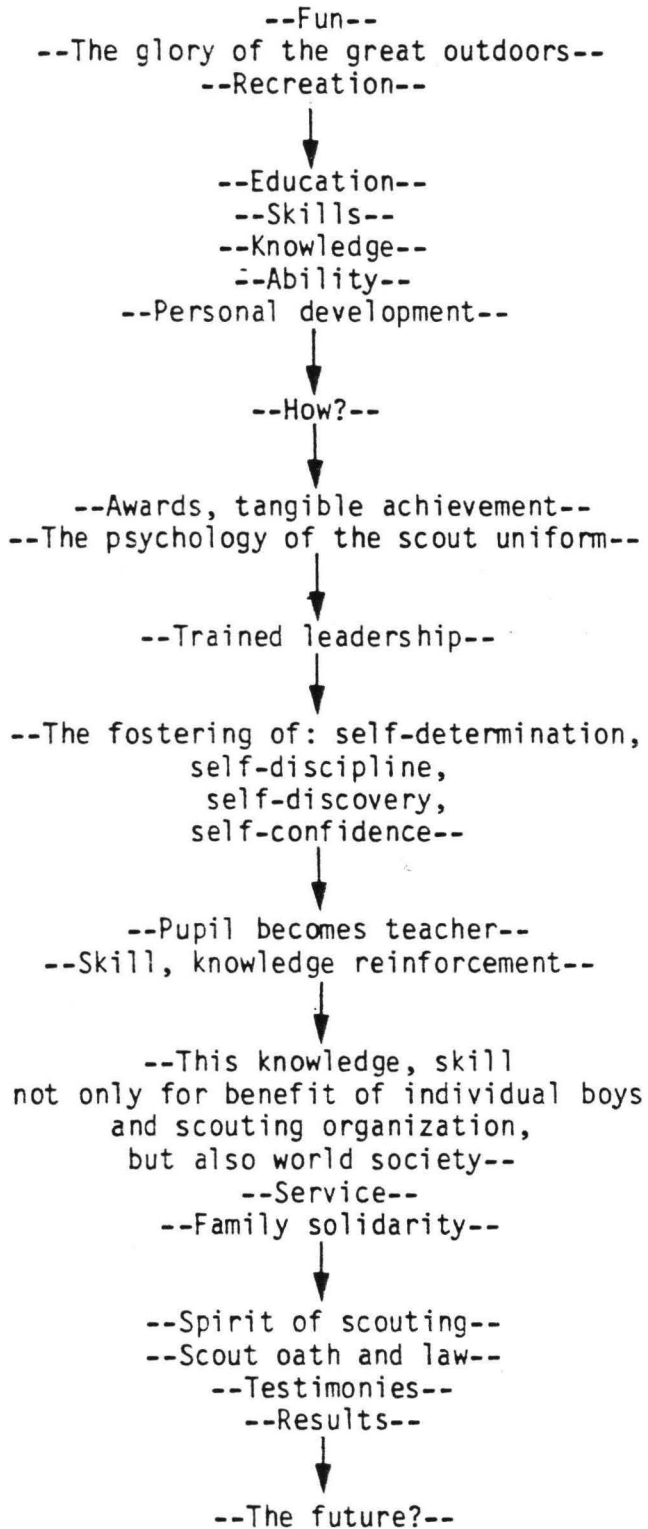 --Fun--
--The glory of the great outdoors--
--Recreation--
--Education--
--Skills--
--Knowledge--
--Ability--
--Personal development--
--How?--
--Awards, tangible achievement--
--The psychology of the scout uniform--
--Trained leadership--
--The fostering of: self-determination,
self-discipline,
self-discovery,
self-confidence--
--Pupil becomes teacher--
--Skill, knowledge reinforcement--
--This knowledge, skill
not only for benefit of individual boys
and scouting organization,
but also world society--
--Service--
--Family solidarity--
--Spirit of scouting--
--Scout oath and law--
--Testimonies--
--Results--
--The future?--